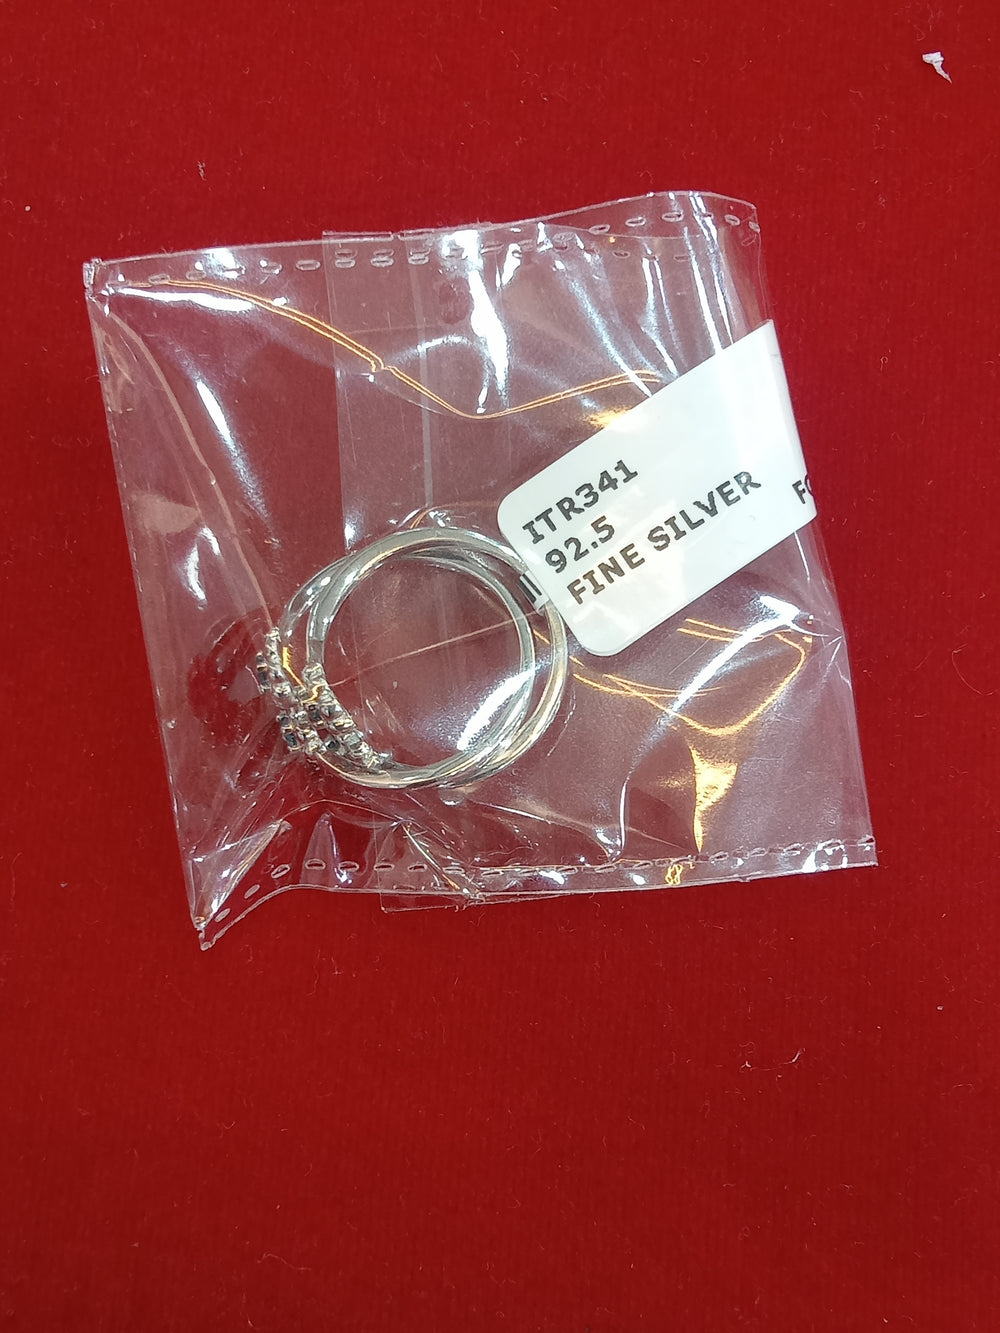 ITR341
92.5
FINE SILVER